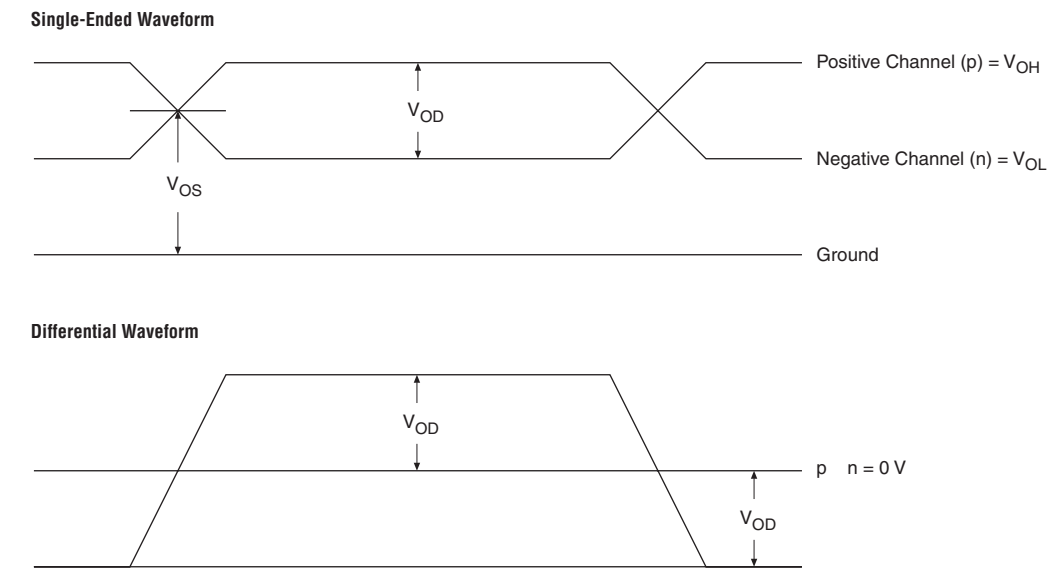 Single-Ended Waveform
Positive Channel (p) = VOH
VOD
Negative Channel (n) = VOL
VOS
Ground
Differential Waveform
VOD
p n = 0 V
VOD